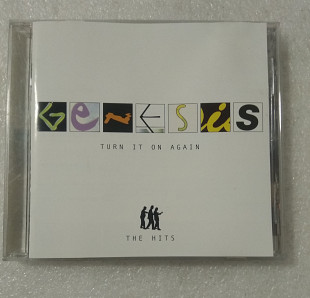 GENESIS
TURN IT ON AGAIN
THE HITS